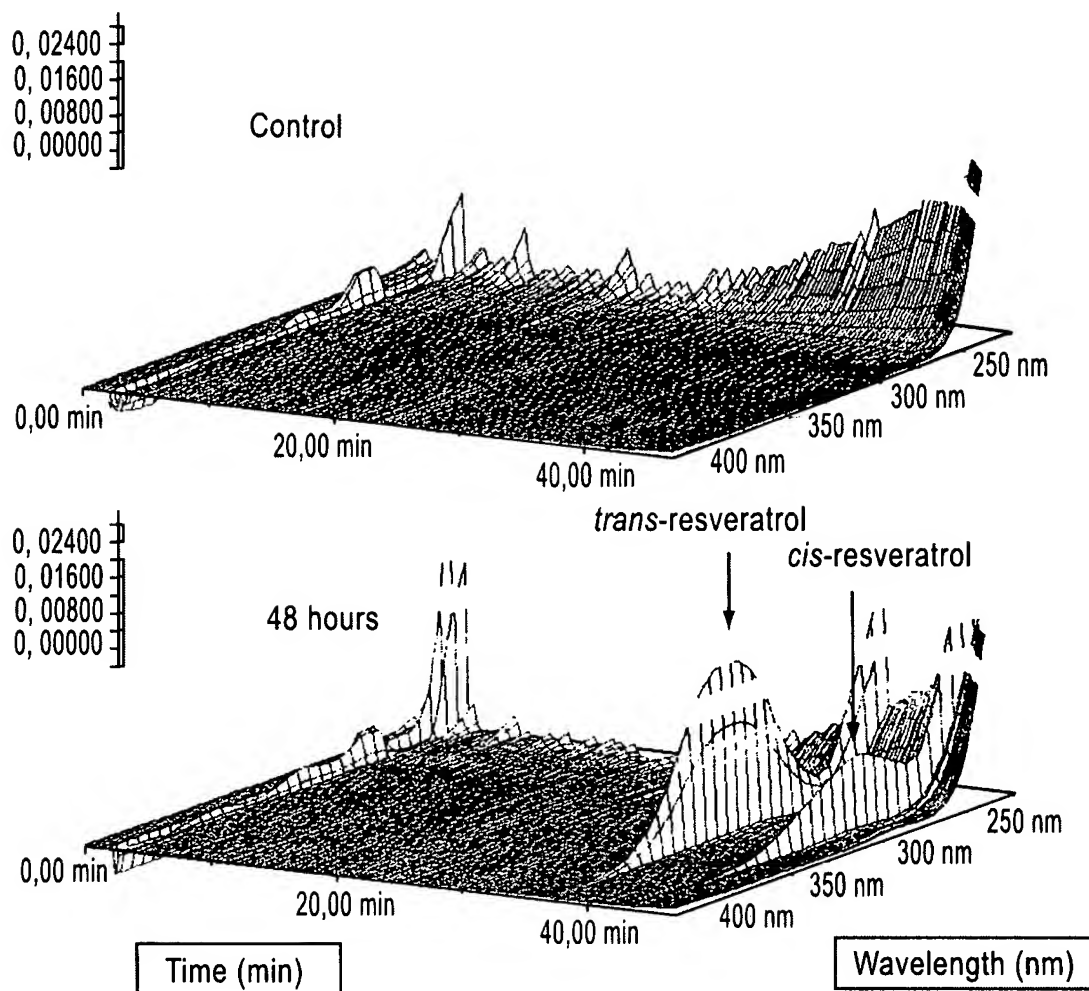 0, 02400
0, 01600
0, 00800
0, 00000
Control
250 nm
300 nm
350 nm
400 nm
0,00 min
20,00 min
40,00 min
trans-resveratrol
cis-resveratrol
0, 02400
0, 01600
0, 00800
0, 00000
48 hours
250 nm
300 nm
350 nm
400 nm
0,00 min
20,00 min
40,00 min
Time (min)
Wavelength (nm)